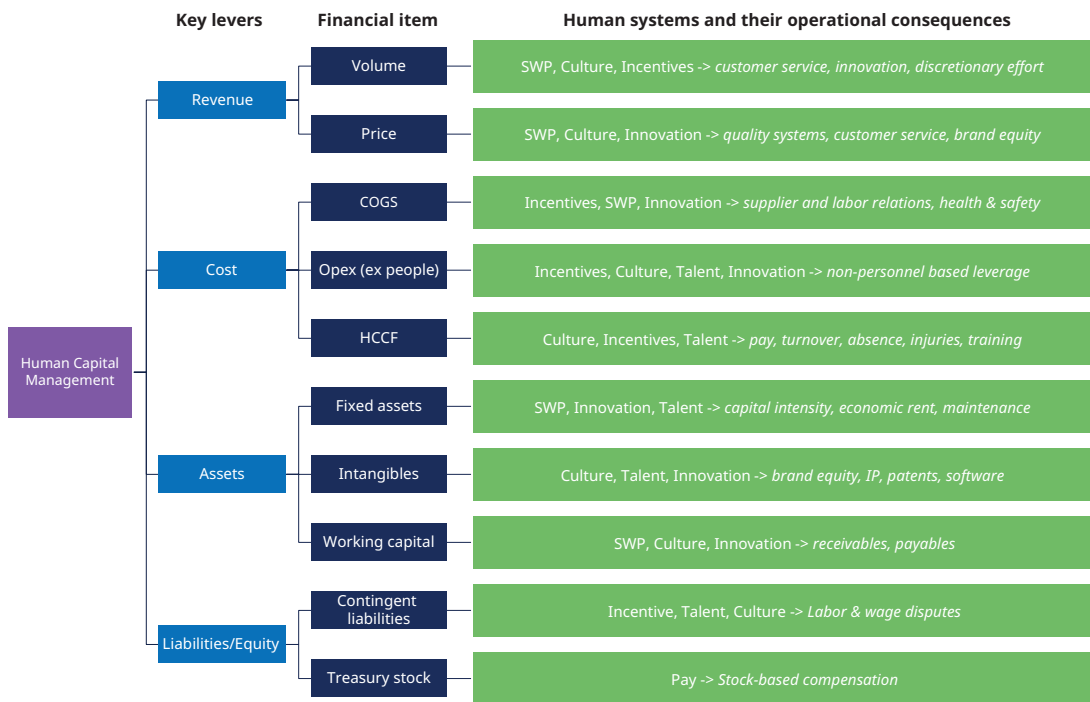 Key levers
Financial item
Human systems and their operational consequences
Volume
SWP, Culture, Incentives -> customer service, innovation, discretionary effort
Revenue
Price
SWP, Culture, Innovation -> quality systems, customer service, brand equity
COGS
Incentives, SWP, Innovation -> supplier and labor relations, health & safety
Cost
Opex (ex people)
Incentives, Culture, Talent, Innovation -> non-personnel based leverage
HCCF
Culture, Incentives, Talent -> pay, turnover, absence, injuries, training
Human Capital
Management
Fixed assets
SWP, Innovation, Talent -> capital intensity, economic rent, maintenance
Assets
Intangibles
Culture, Talent, Innovation -> brand equity, IP, patents, software
Working capital
SWP, Culture, Innovation -> receivables, payables
Contingent
liabilities
Incentive, Talent, Culture -> Labor & wage disputes
Liabilities/Equity
Treasury stock
Pay -> Stock-based compensation